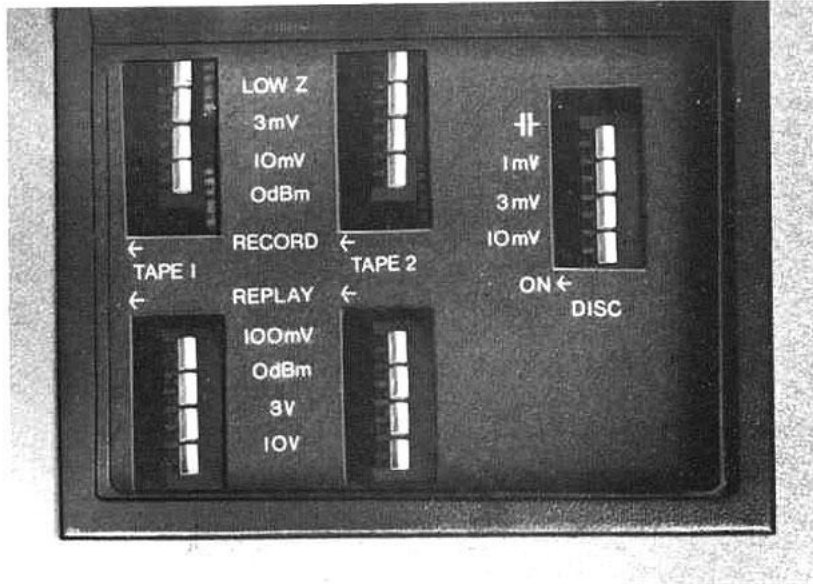 LOW Z
3mV
10mV
0dBm
RECORD
TAPE 1
TAPE 2
REPLAY
100mV
0dBm
3V
10V
1mV
3mV
10mV
ON
DISC